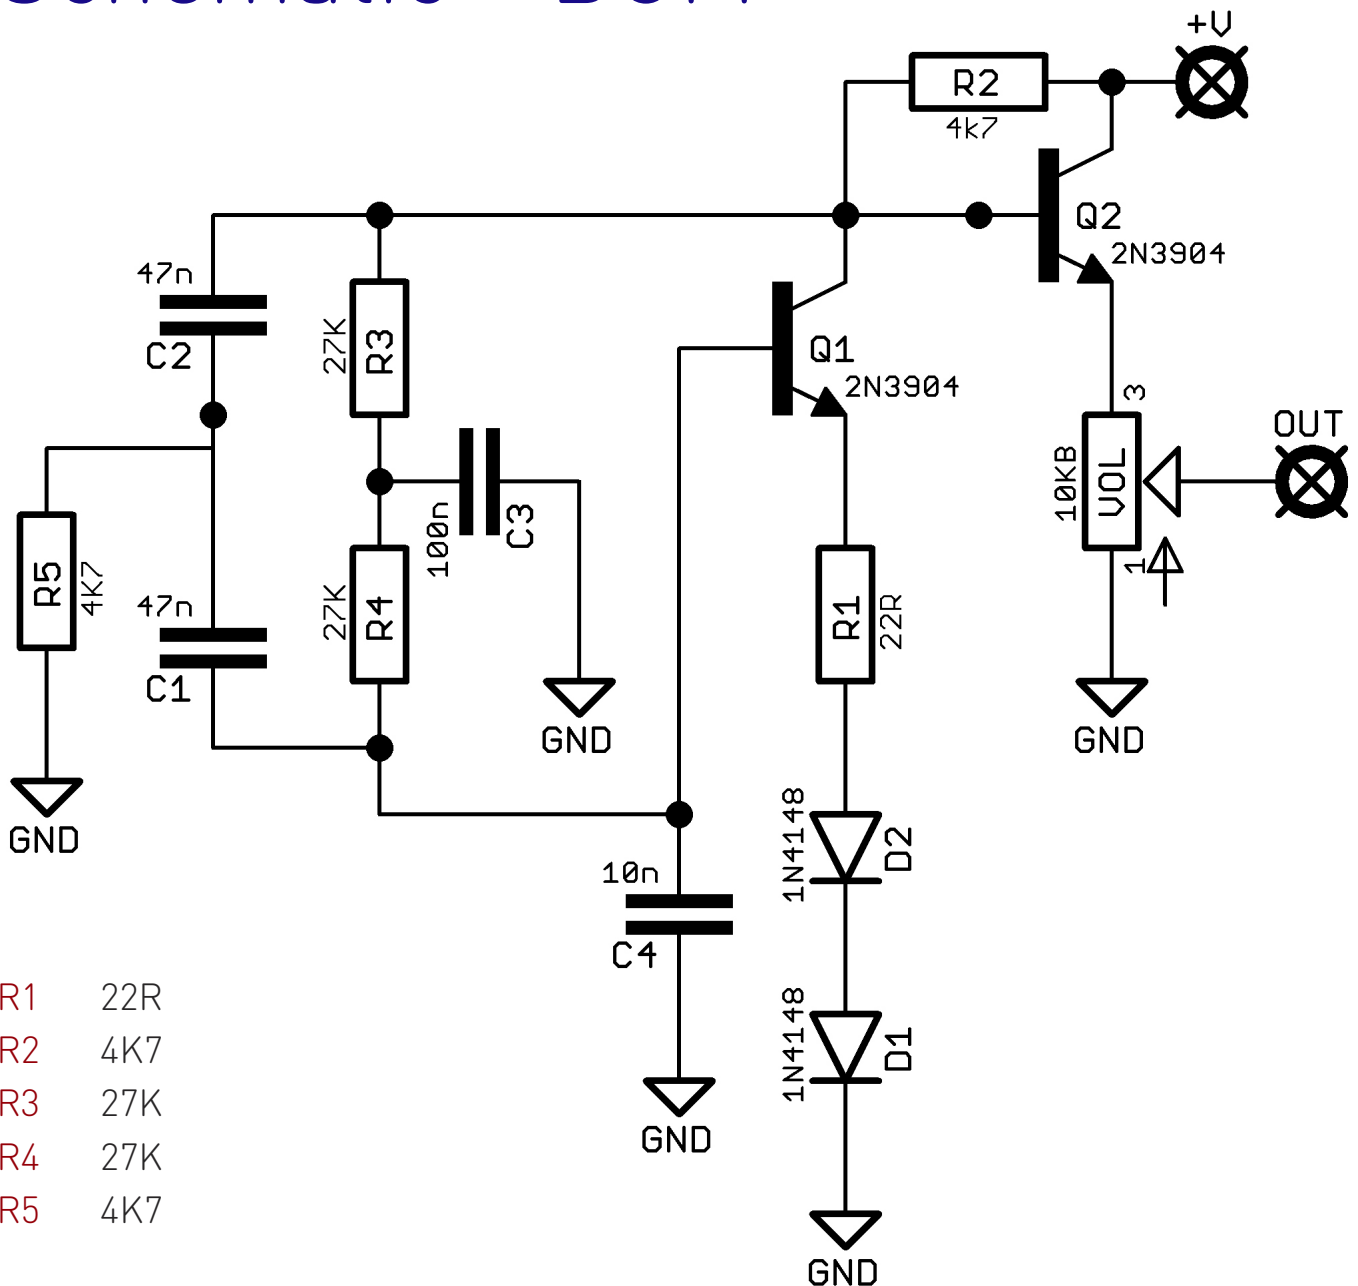 +V
R2
4k7
Q2
2N3904
47n
C2
27K
R3
Q1
2N3904
3
OUT
10KB
VOL
1
100n
C3
R5
4K7
47n
C1
27K
R4
R1
22R
GND
GND
GND
1N4148
D2
10n
C4
1N4148
D1
GND
GND
R1 22R
R2 4K7
R3 27K
R4 27K
R5 4K7